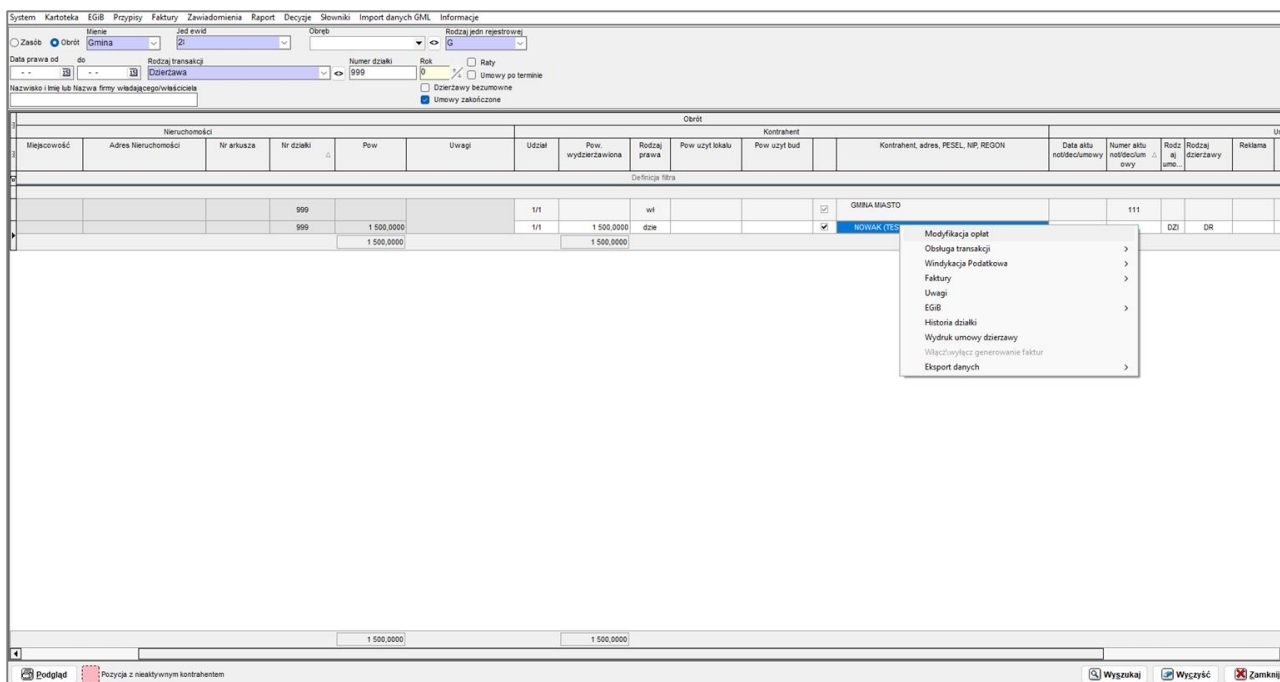 System Kartoteka EGiB Przypisy Faktury Zawiadomienia Raport Decyzje Słowniki Import danych GML Informacje
Mienie Jed ewid Obręb Rodzaj jedn rejestrowej
Zasób Obrót Gmina 2i <> G
Data prawa od do Rodzaj transakcji Numer działki Rok Raty
- - 15 - - 15 Dzierżawa <> 999 0 Umowy po terminie
Nazwisko i Imię lub Nazwa firmy władającego/właściciela Dzierżawy bezumowne
Umowy zakończone
Obrót
Nieruchomości Kontrahent
Miejscowość Adres Nieruchomości Nr arkusza Nr działki Pow Uwagi Udział Pow. wydzierżawiona Rodzaj prawa Pow uzyt lokalu Pow uzyt bud Kontrahent, adres, PESEL, NIP, REGON Data aktu not/dec/umowy Numer aktu not/dec/um owy Rodz aj umo... Rodzaj dzierżawy Reklama
Definicja filtra
999 1/1 wł GMINA MIASTO 111
999 1 500,0000 1/1 1 500,0000 dzie NOWAK (TES DZI DR
1 500,0000 1 500,0000
Modyfikacja opłat
Obsługa transakcji
Windykacja Podatkowa
Faktury
Uwagi
EGiB
Historia działki
Wydruk umowy dzierzawy
Włącz\wyłącz generowanie faktur
Eksport danych
1 500,0000 1 500,0000
Podgląd Pozycja z nieaktywnym kontrahentem Wyszukaj Wyczyść Zamknij